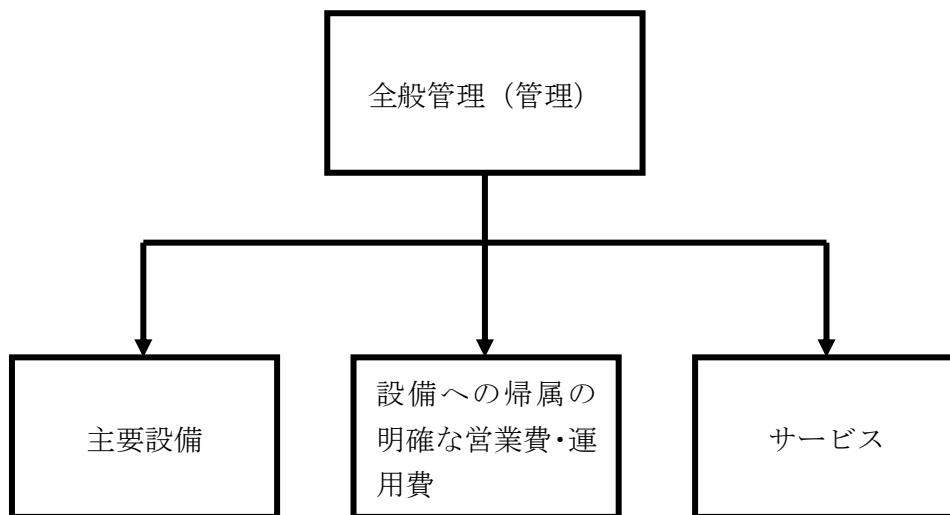 全般管理（管理）
主要設備
設備への帰属の
明確な営業費・運
用費
サービス